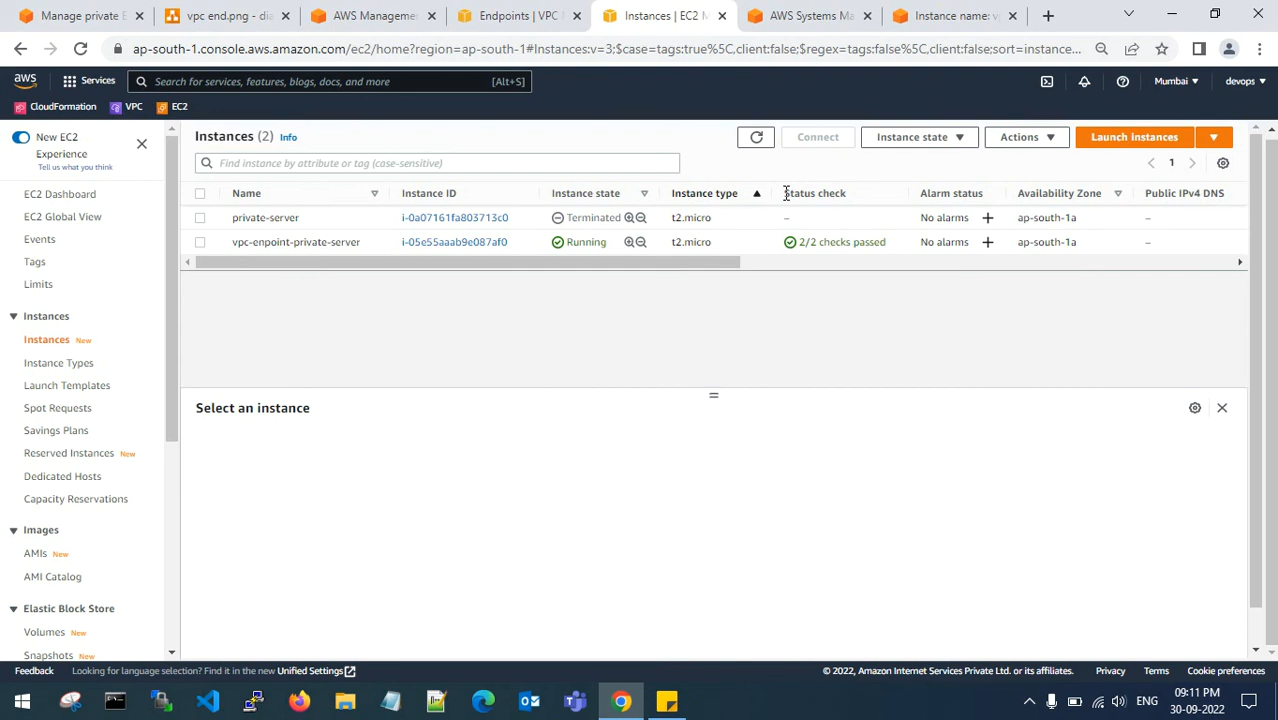 Manage private E
vpc end.png - dia
AWS Manageme
Endpoints | VPC
Instances | EC2 M
AWS Systems Ma
Instance name: v
ap-south-1.console.aws.amazon.com/ec2/home?region=ap-south-1#Instances:v=3;$case=tags:true%5C,client:false;$regex=tags:false%5C,client:false;sort=instance...
aws Services Search for services, features, blogs, docs, and more [Alt+S] Mumbai devops
CloudFormation VPC EC2
New EC2 Experience
Tell us what you think
EC2 Dashboard
EC2 Global View
Events
Tags
Limits
Instances
Instances New
Instance Types
Launch Templates
Spot Requests
Savings Plans
Reserved Instances New
Dedicated Hosts
Capacity Reservations
Images
AMIs New
AMI Catalog
Elastic Block Store
Volumes New
Snapshots New
Instances (2) Info Connect Instance state Actions Launch Instances
Find instance by attribute or tag (case-sensitive) 1
Name Instance ID Instance state Instance type Status check Alarm status Availability Zone Public IPv4 DNS
private-server i-0a07161fa803713c0 Terminated t2.micro – No alarms + ap-south-1a –
vpc-enpoint-private-server i-05e55aaab9e087af0 Running t2.micro 2/2 checks passed No alarms + ap-south-1a –
Select an instance
Feedback Looking for language selection? Find it in the new Unified Settings © 2022, Amazon Internet Services Private Ltd. or its affiliates. Privacy Terms Cookie preferences
ENG 09:11 PM
30-09-2022